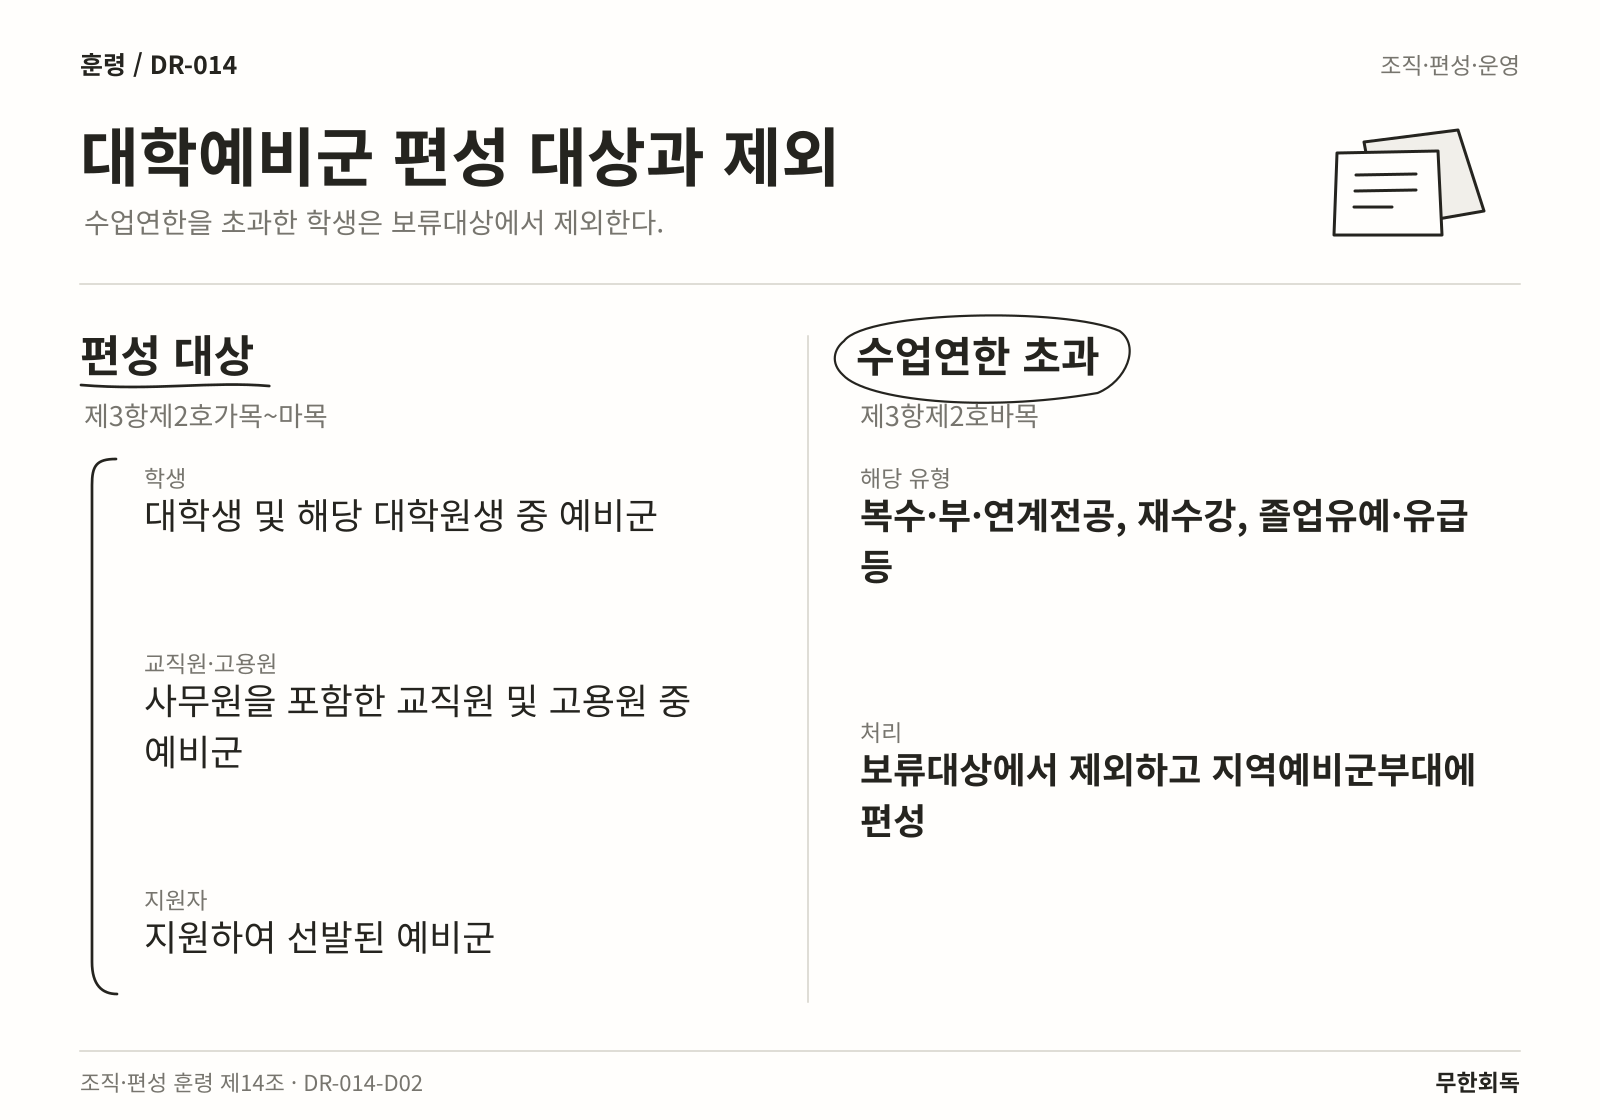 훈령 / DR-014
조직·편성·운영
대학예비군 편성 대상과 제외
수업연한을 초과한 학생은 보류대상에서 제외한다.
편성 대상
제3항제2호가목~마목
학생
대학생 및 해당 대학원생 중 예비군
교직원·고용원
사무원을 포함한 교직원 및 고용원 중
예비군
지원자
지원하여 선발된 예비군
수업연한 초과
제3항제2호바목
해당 유형
복수·부·연계전공, 재수강, 졸업유예·유급
등
처리
보류대상에서 제외하고 지역예비군부대에
편성
조직·편성 훈령 제14조 · DR-014-D02
무한회독